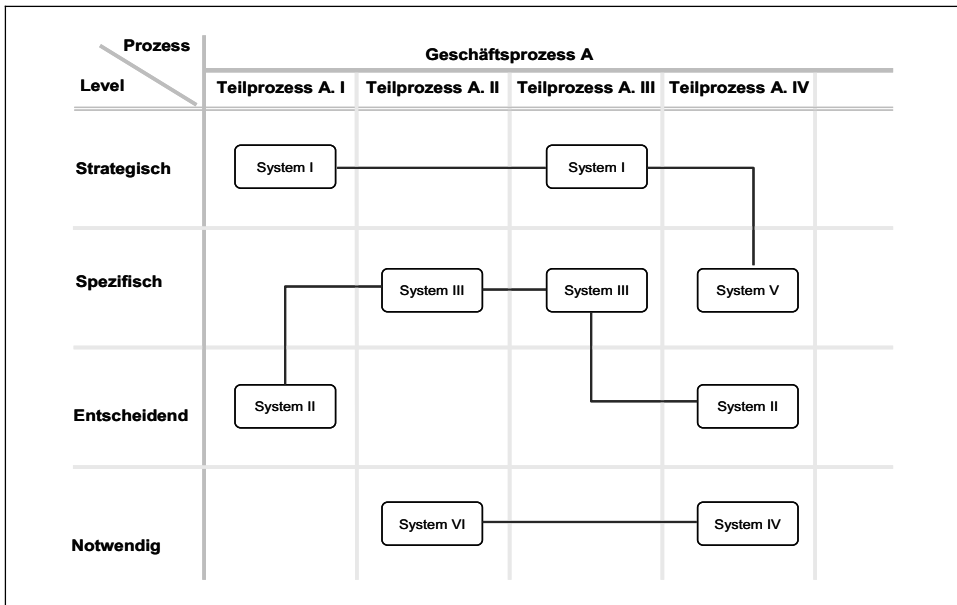 Prozess
Geschäftsprozess A
Level
Teilprozess A. I Teilprozess A. II Teilprozess A. III Teilprozess A. IV
Strategisch
System I
System I
Spezifisch
System III
System III
System V
Entscheidend
System II
System II
Notwendig
System VI
System IV